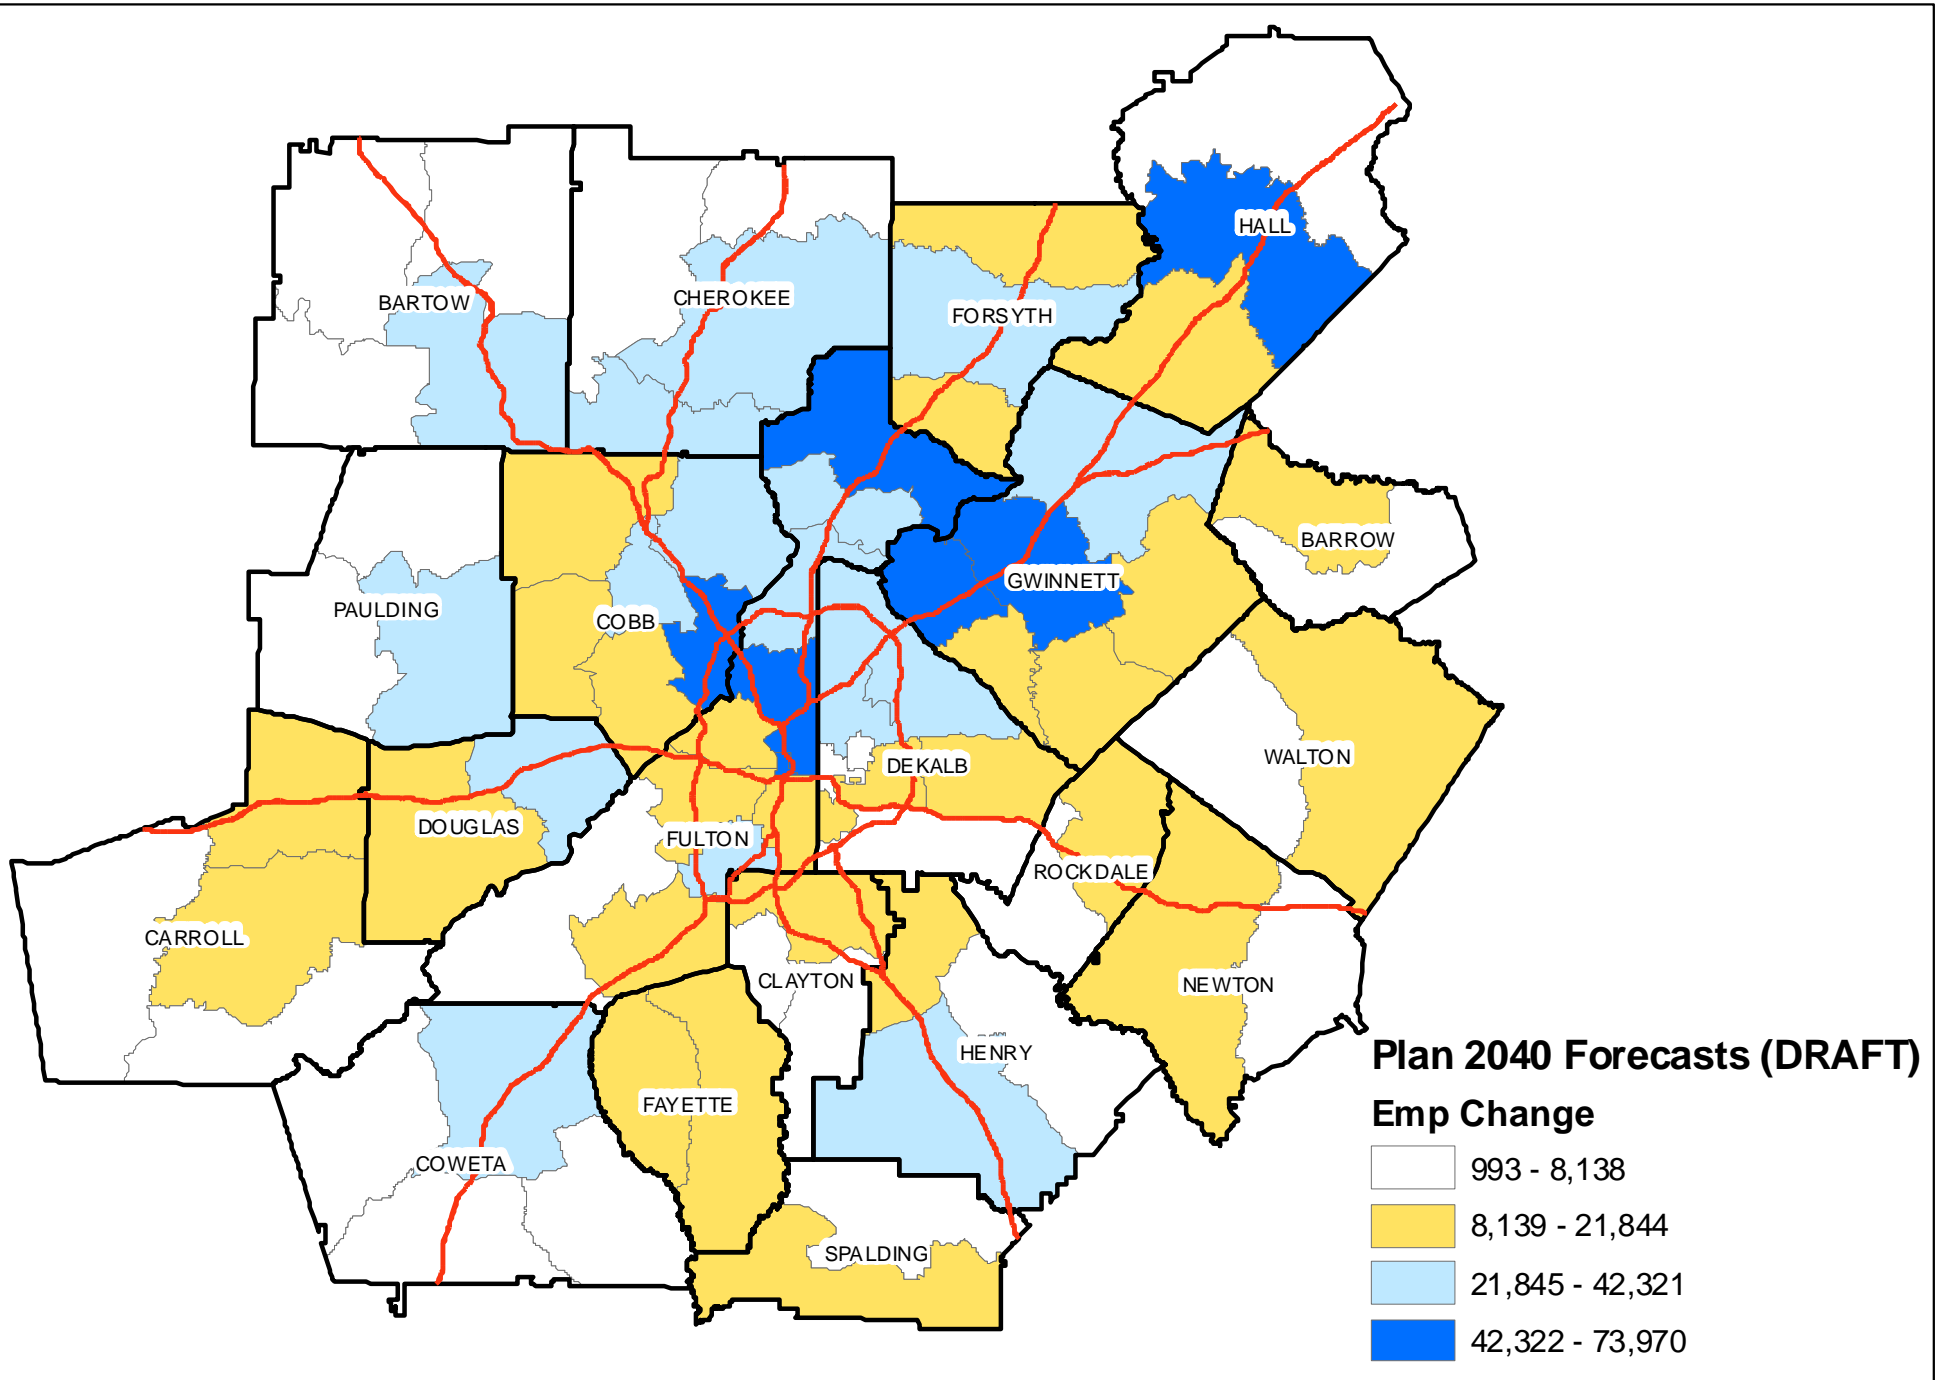 HALL
BARTOW
CHEROKEE
FORSYTH
BARROW
GWINNETT
PAULDING
COBB
WALTON
DEKALB
DOUGLAS
FULTON
ROCKDALE
CARROLL
CLAYTON
NEWTON
HENRY
FAYETTE
COWETA
SPALDING
Plan 2040 Forecasts (DRAFT)
Emp Change
993 - 8,138
8,139 - 21,844
21,845 - 42,321
42,322 - 73,970